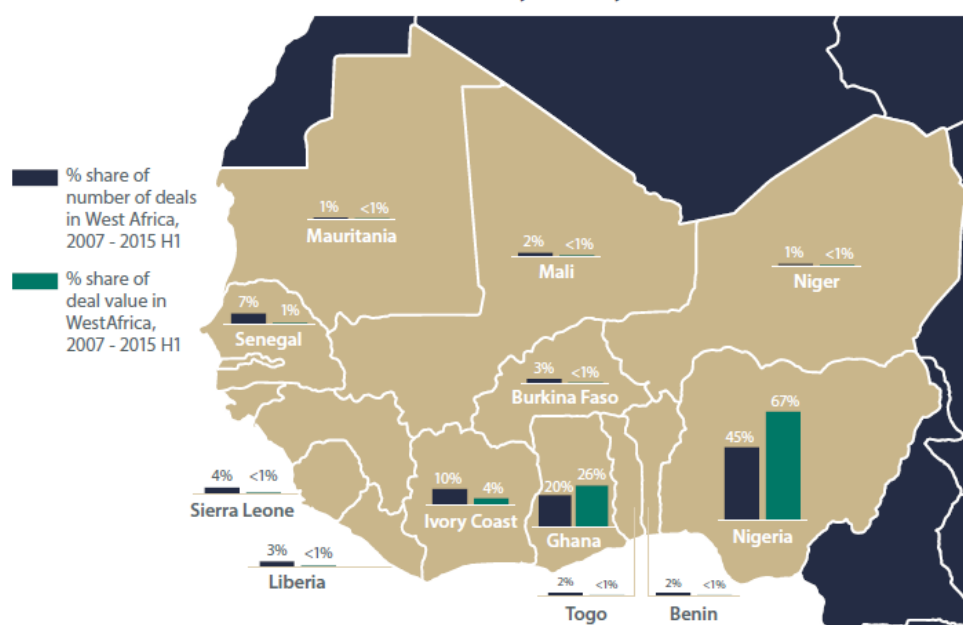 % share of
number of deals
in West Africa,
2007 - 2015 H1
% share of
deal value in
WestAfrica,
2007 - 2015 H1
1% <1%
Mauritania
2% <1%
Mali
1% <1%
Niger
7% 1%
Senegal
3% <1%
Burkina Faso
45% 67%
Nigeria
4% <1%
Sierra Leone
10% 4%
Ivory Coast
20% 26%
Ghana
3% <1%
Liberia
2% <1%
Togo
2% <1%
Benin